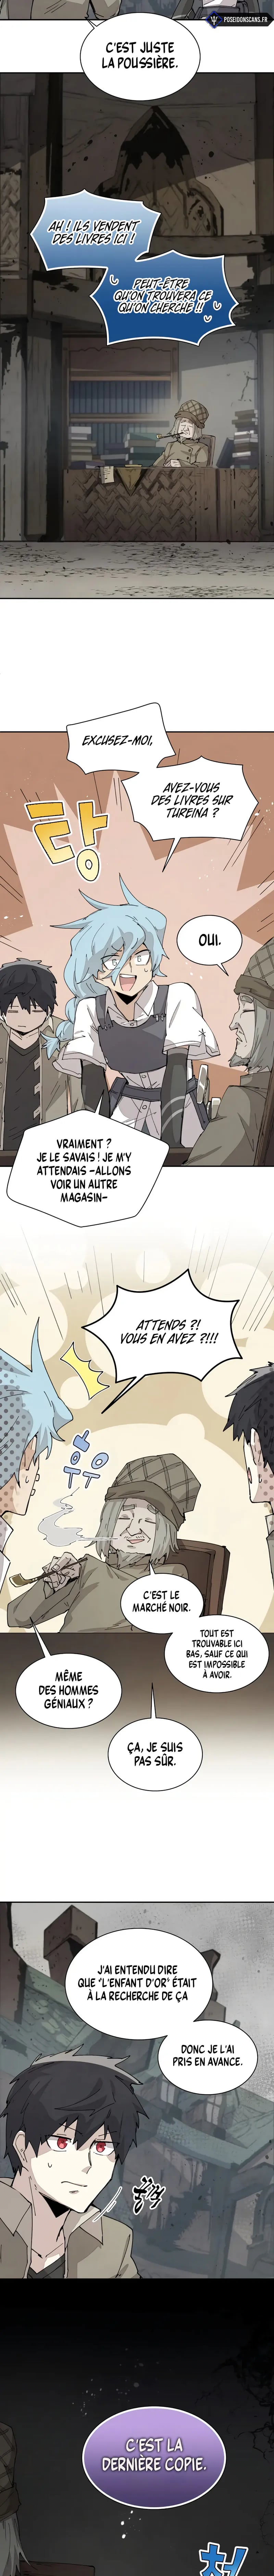 POSEIDONSCANS.FR
C'EST JUSTE
LA POUSSIÈRE.
AH ! ILS VENDENT
DES LIVRES ICI !
PEUT-ÊTRE
QU'ON TROUVERA CE
QU'ON CHERCHE !!
EXCUSEZ-MOI,
AVEZ-VOUS
DES LIVRES SUR
TUREINA ?
탕
OUI.
VRAIMENT ?
JE LE SAVAIS ! JE M'Y
ATTENDAIS -ALLONS
VOIR UN AUTRE
MAGASIN-
ATTENDS ?!
VOUS EN AVEZ ?!!!
후우
C'EST LE
MARCHÉ NOIR.
TOUT EST
TROUVABLE ICI
BAS, SAUF CE QUI
EST IMPOSSIBLE
À AVOIR.
MÊME
DES HOMMES
GÉNIAUX ?
ÇA, JE SUIS
PAS SÛR.
J'AI ENTENDU DIRE
QUE "L'ENFANT D'OR" ÉTAIT
À LA RECHERCHE DE ÇA
DONC JE L'AI
PRIS EN AVANCE.
C'EST LA
DERNIÈRE COPIE.